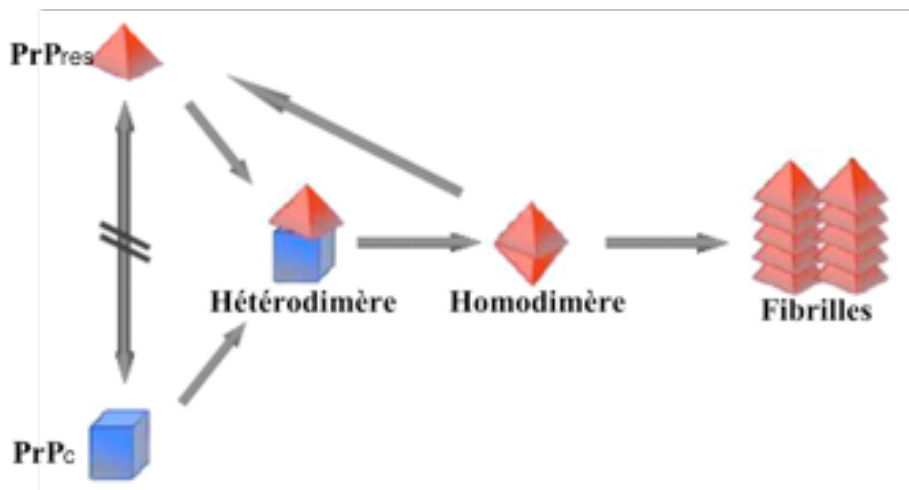 PrPres
Hétérodimère
Homodimère
Fibrilles
PrPc